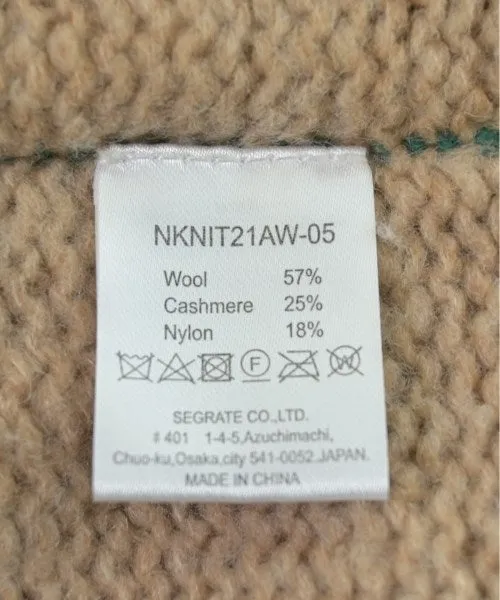 NKNIT21AW-05
Wool 57%
Cashmere 25%
Nylon 18%
F W
SEGRATE CO.,LTD.
# 401 1-4-5,Azuchimachi,
Chuo-ku,Osaka,city 541-0052.JAPAN.
MADE IN CHINA